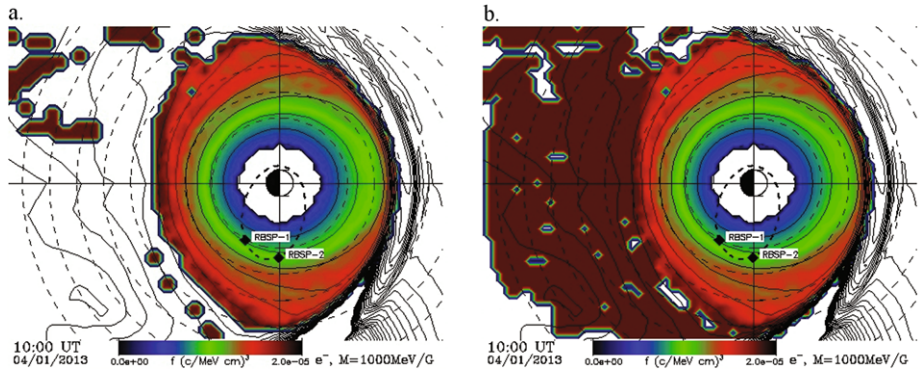 a.
b.
RBSP-1
RBSP-2
RBSP-1
RBSP-2
10:00 UT
04/01/2013
0.0e+00 f (c/MeV cm)³ 2.0e-05 e⁻, M=1000MeV/G
10:00 UT
04/01/2013
0.0e+00 f (c/MeV cm)³ 2.0e-05 e⁻, M=1000MeV/G